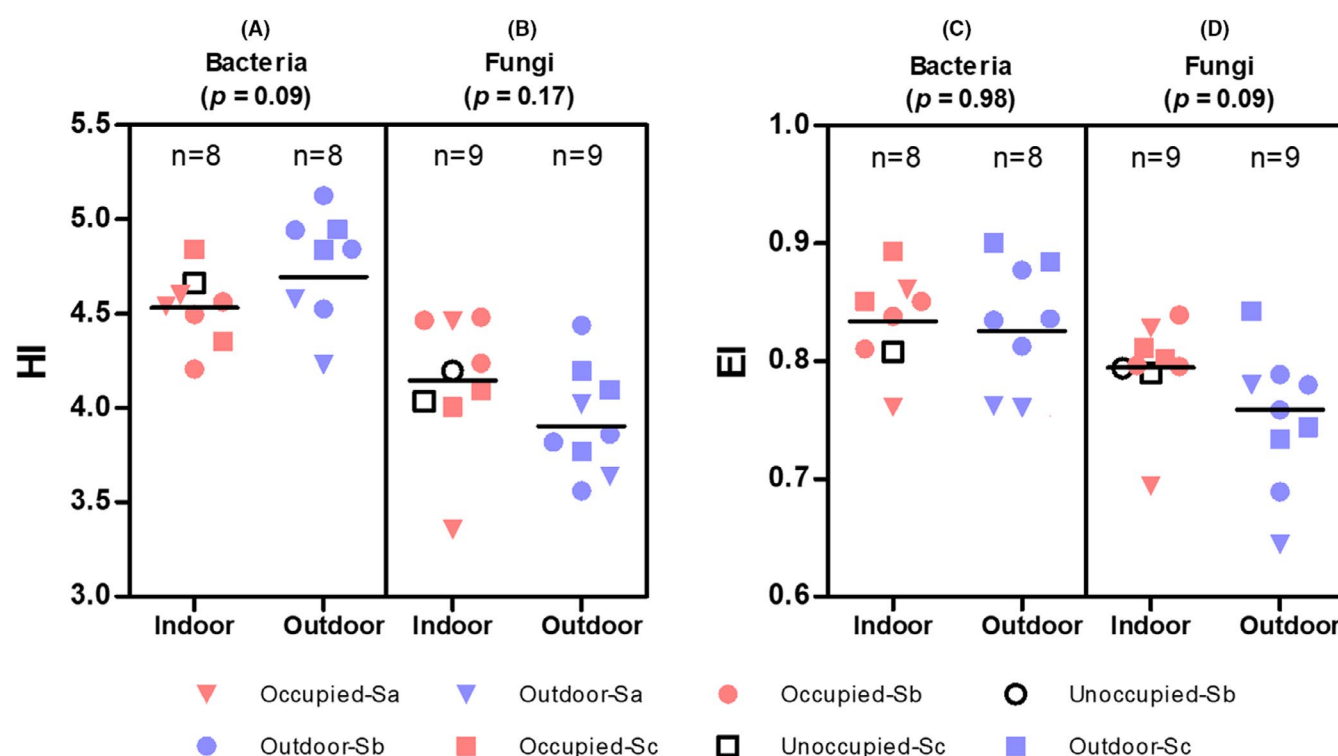 (A)
Bacteria
(p = 0.09)
(B)
Fungi
(p = 0.17)
HI
5.5
5.0
4.5
4.0
3.5
3.0
n=8
n=8
n=9
n=9
Indoor
Outdoor
Indoor
Outdoor
(C)
Bacteria
(p = 0.98)
(D)
Fungi
(p = 0.09)
EI
1.0
0.9
0.8
0.7
0.6
n=8
n=8
n=9
n=9
Indoor
Outdoor
Indoor
Outdoor
Occupied-Sa
Outdoor-Sa
Occupied-Sb
Unoccupied-Sb
Outdoor-Sb
Occupied-Sc
Unoccupied-Sc
Outdoor-Sc